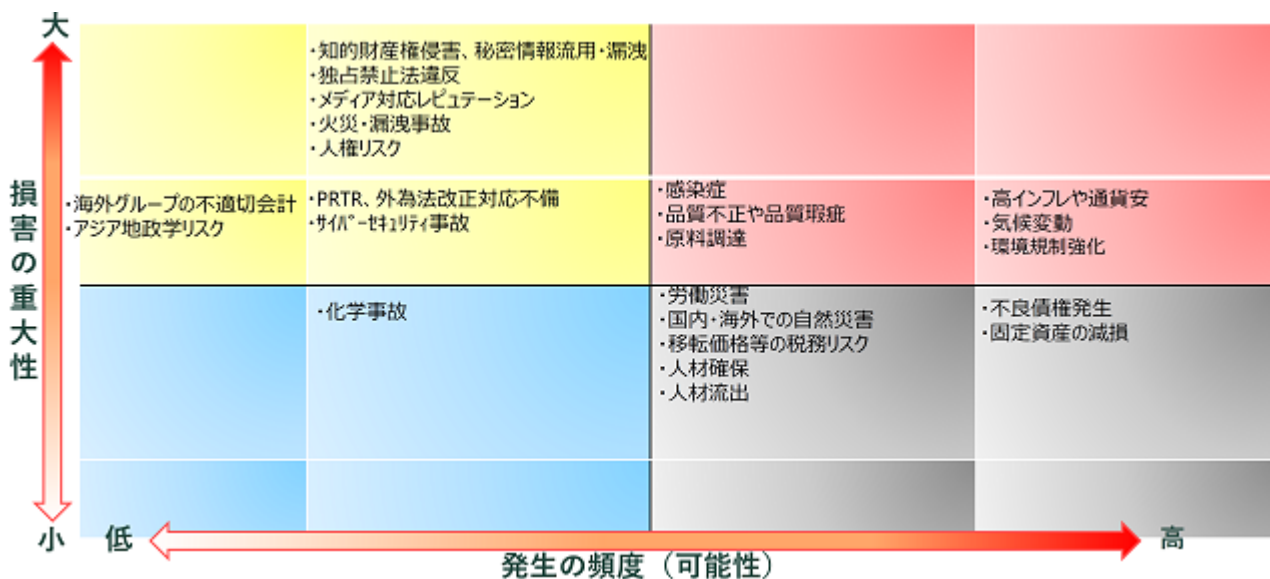 大
・知的財産権侵害、秘密情報流用・漏洩
・独占禁止法違反
・メディア対応レピュテーション
・火災・漏洩事故
・人権リスク
損害の重大性
・海外グループの不適切会計
・アジア地政学リスク
・PRTR、外為法改正対応不備
・ｻｲﾊﾞｰｾｷｭﾘﾃｨ事故
・感染症
・品質不正や品質瑕疵
・原料調達
・高インフレや通貨安
・気候変動
・環境規制強化
・化学事故
・労働災害
・国内・海外での自然災害
・移転価格等の税務リスク
・人材確保
・人材流出
・不良債権発生
・固定資産の減損
小
低
高
発生の頻度（可能性）